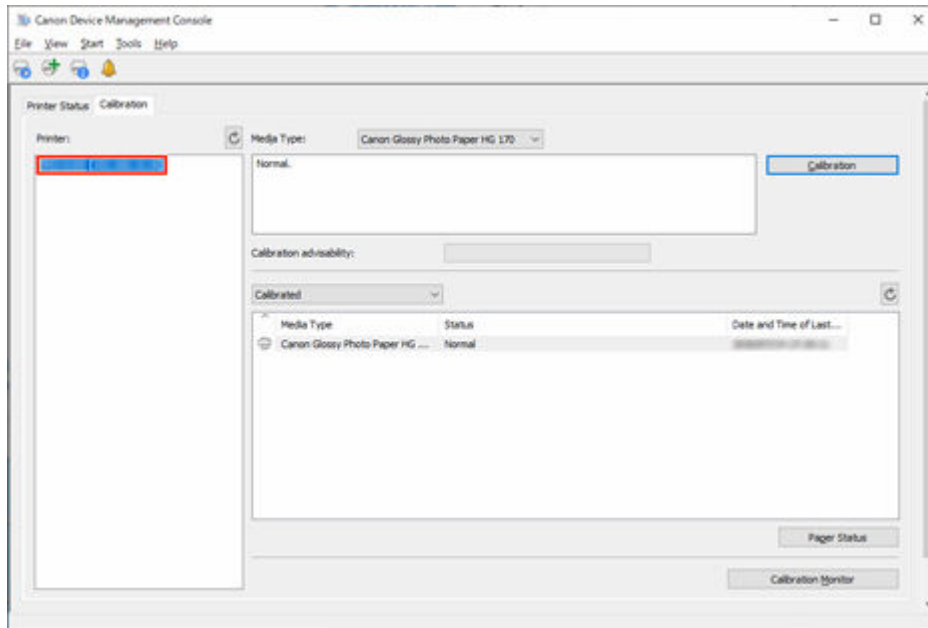 Canon Device Management Console
File View Start Tools Help
Printer Status Calibration
Printer:
Media Type: Canon Glossy Photo Paper HG 170
Normal.
Calibration
Calibration advisability:
Calibrated
Media Type Status Date and Time of Last...
Canon Glossy Photo Paper HG .... Normal
Pager Status
Calibration Monitor